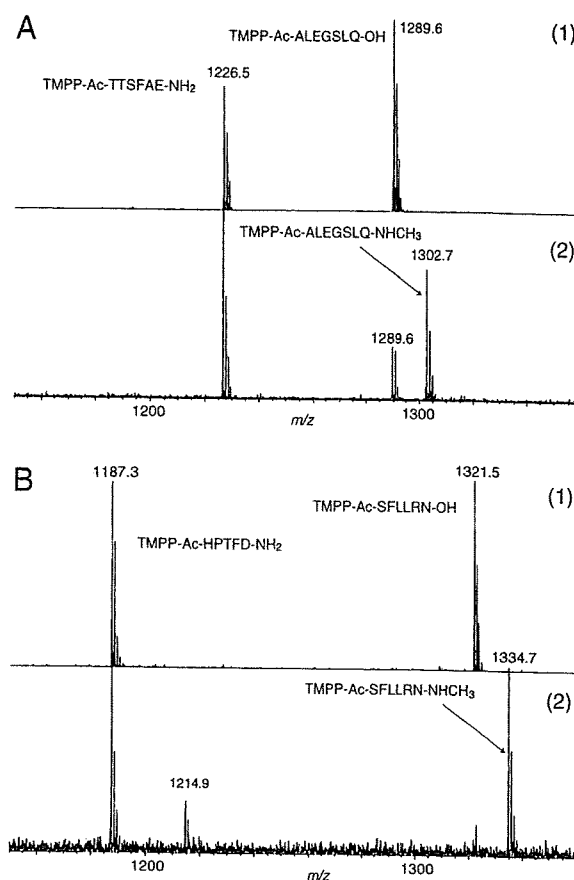 A
TMPP-Ac-ALEGSLQ-OH
1289.6
(1)
TMPP-Ac-TTSFAE-NH₂
1226.5
TMPP-Ac-ALEGSLQ-NHCH₃
(2)
1302.7
1289.6
1200
m/z
1300
B
1187.3
1321.5
(1)
TMPP-Ac-SFLLRN-OH
TMPP-Ac-HPTFD-NH₂
1334.7
TMPP-Ac-SFLLRN-NHCH₃
(2)
1214.9
1200
m/z
1300